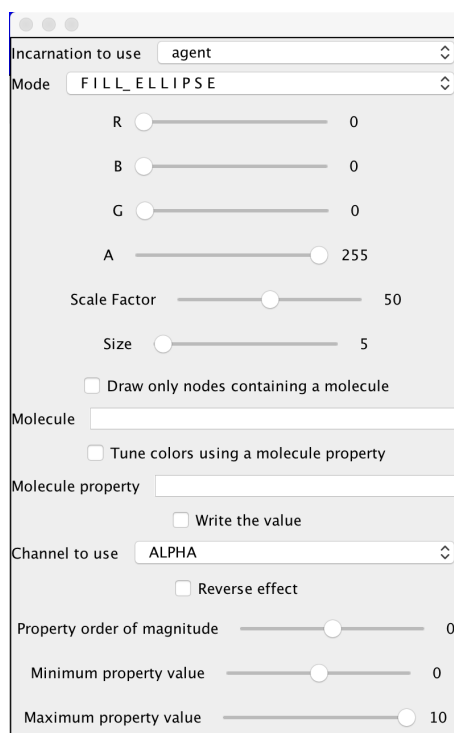 Incarnation to use agent
Mode FILL_ELLIPSE
R 0
B 0
G 0
A 255
Scale Factor 50
Size 5
Draw only nodes containing a molecule
Molecule
Tune colors using a molecule property
Molecule property
Write the value
Channel to use ALPHA
Reverse effect
Property order of magnitude 0
Minimum property value 0
Maximum property value 10